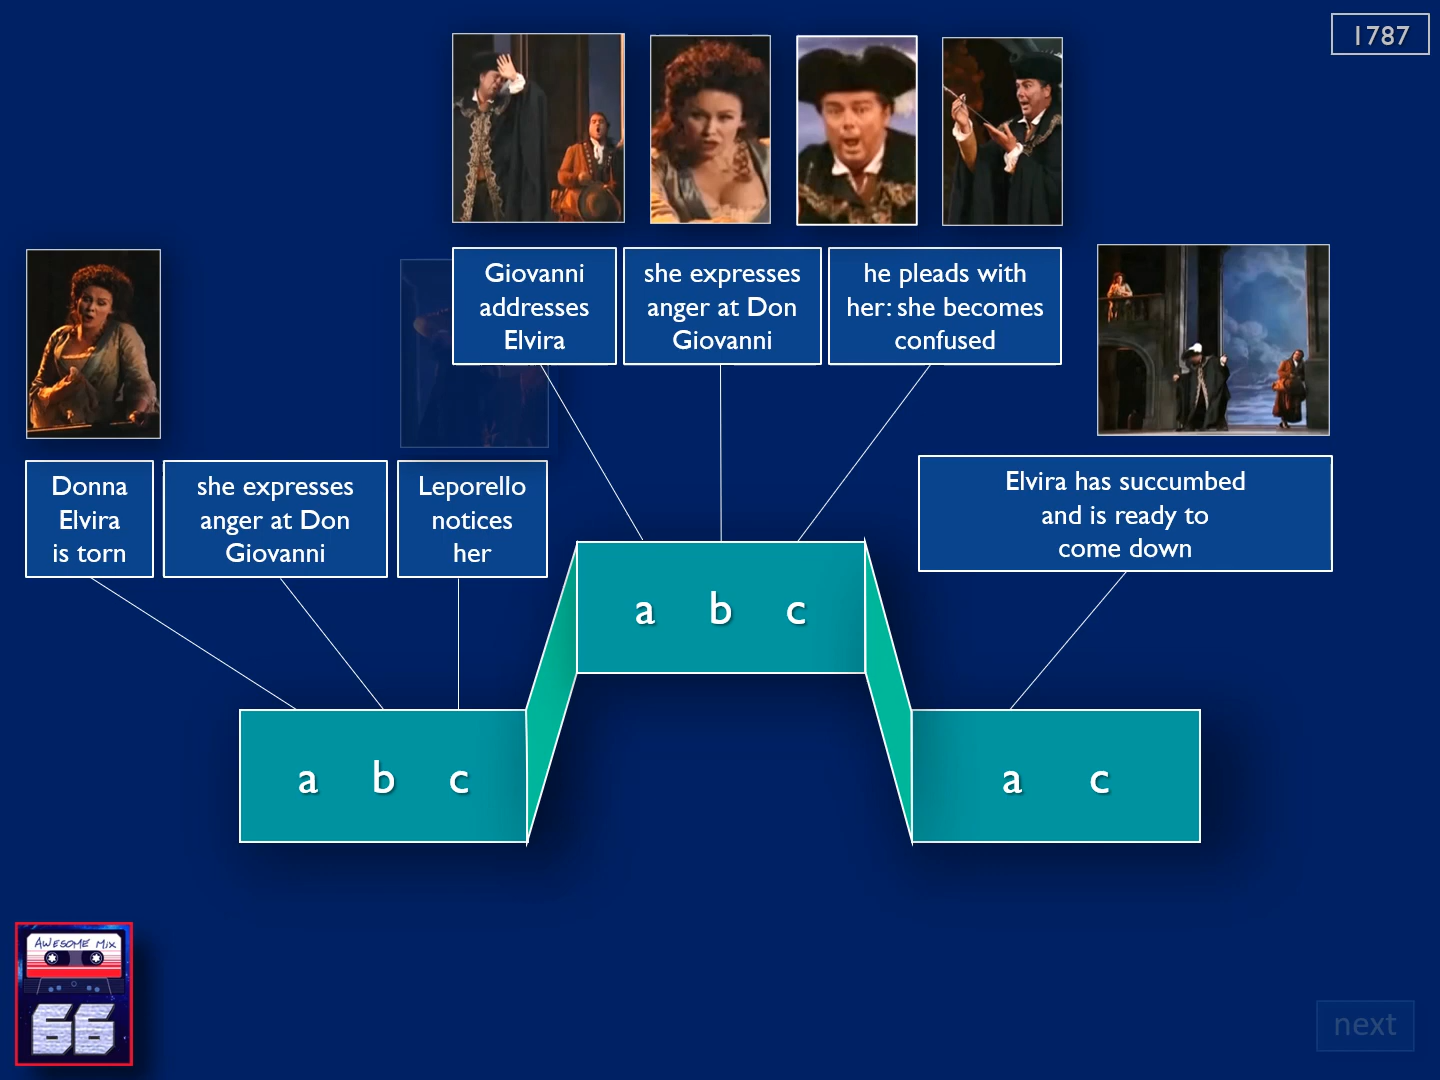 1787
Giovanni
addresses
Elvira
she expresses
anger at Don
Giovanni
he pleads with
her: she becomes
confused
Donna
Elvira
is torn
she expresses
anger at Don
Giovanni
Leporello
notices
her
Elvira has succumbed
and is ready to
come down
a b c
a b c
a c
AWESOME MIX
66
next